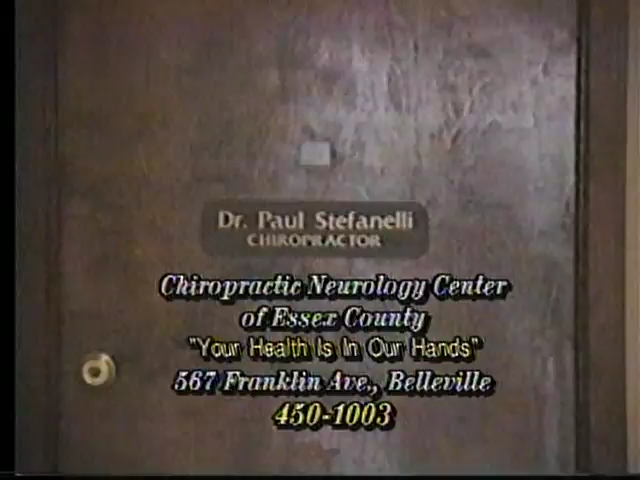 Dr. Paul Stefanelli
CHIROPRACTOR
Chiropractic Neurology Center
of Essex County
"Your Health Is In Our Hands"
567 Franklin Ave., Belleville
450-1003